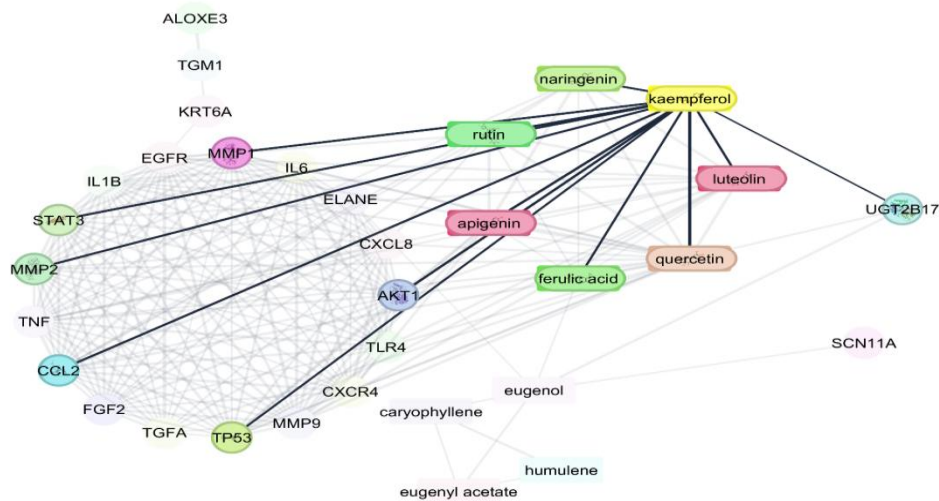 ALOXE3
TGM1
naringenin
kaempferol
KRT6A
rutin
EGFR
MMP1
IL6
IL1B
luteolin
ELANE
STAT3
apigenin
UGT2B17
CXCL8
quercetin
MMP2
ferulic acid
AKT1
TNF
TLR4
SCN11A
CCL2
CXCR4
eugenol
FGF2
caryophyllene
MMP9
TGFA
TP53
humulene
eugenyl acetate